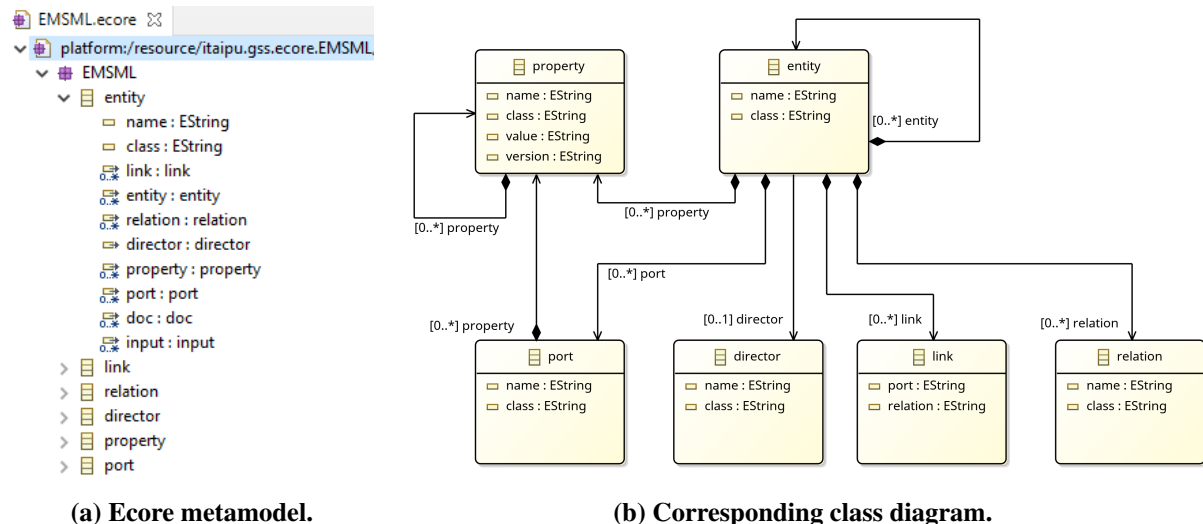 EMSML.ecore
platform:/resource/itaipu.gss.ecore.EMSML
EMSML
entity
name : EString
class : EString
link : link
entity : entity
relation : relation
director : director
property : property
port : port
doc : doc
input : input
link
relation
director
property
port
(a) Ecore metamodel.
property
name : EString
class : EString
value : EString
version : EString
entity
name : EString
class : EString
[0..*] entity
[0..*] property
[0..*] property
[0..*] port
[0..*] property
[0..1] director
[0..*] link
[0..*] relation
port
name : EString
class : EString
director
name : EString
class : EString
link
port : EString
relation : EString
relation
name : EString
class : EString
(b) Corresponding class diagram.